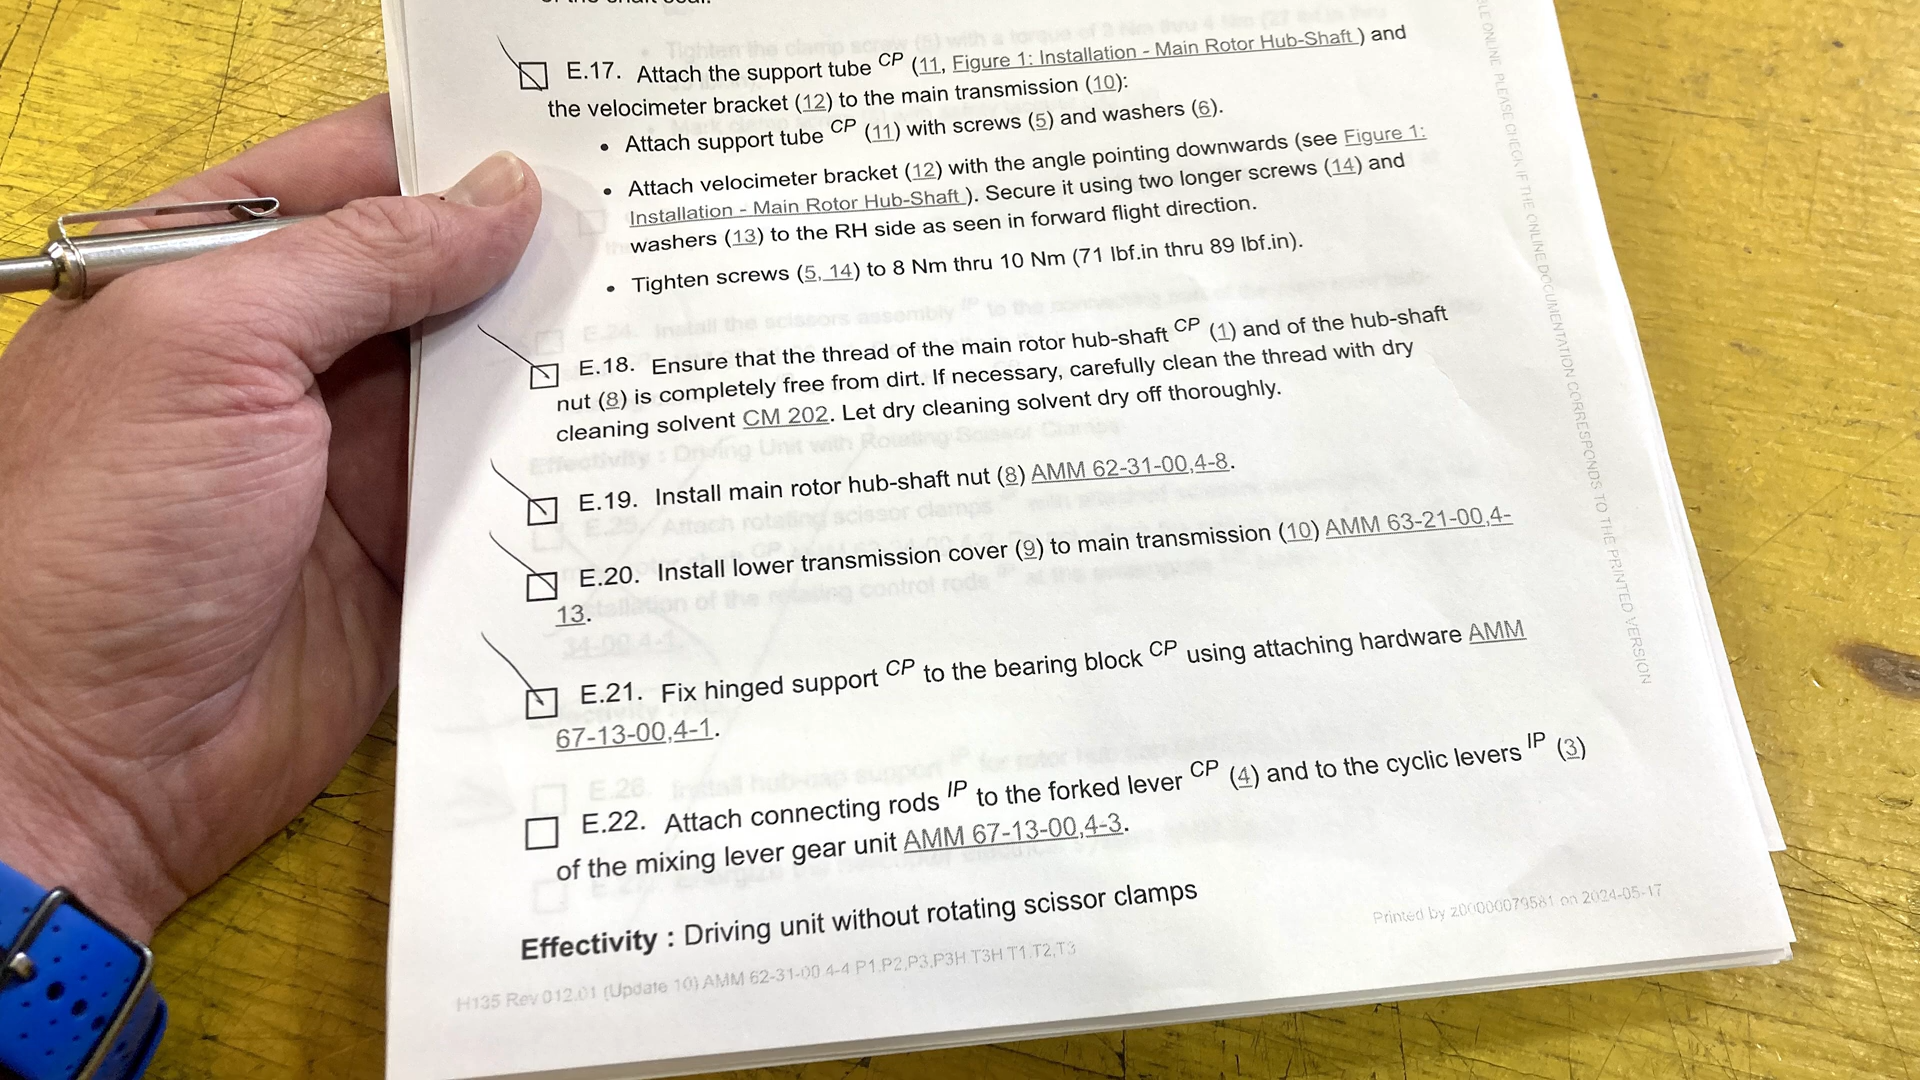 E.17. Attach the support tube CP (11, Figure 1: Installation - Main Rotor Hub-Shaft ) and
the velocimeter bracket (12) to the main transmission (10):
• Attach support tube CP (11) with screws (5) and washers (6).
• Attach velocimeter bracket (12) with the angle pointing downwards (see Figure 1:
Installation - Main Rotor Hub-Shaft ). Secure it using two longer screws (14) and
washers (13) to the RH side as seen in forward flight direction.
• Tighten screws (5, 14) to 8 Nm thru 10 Nm (71 lbf.in thru 89 lbf.in).
E.18. Ensure that the thread of the main rotor hub-shaft CP (1) and of the hub-shaft
nut (8) is completely free from dirt. If necessary, carefully clean the thread with dry
cleaning solvent CM 202. Let dry cleaning solvent dry off thoroughly.
E.19. Install main rotor hub-shaft nut (8) AMM 62-31-00,4-8.
E.20. Install lower transmission cover (9) to main transmission (10) AMM 63-21-00,4-
13.
E.21. Fix hinged support CP to the bearing block CP using attaching hardware AMM
67-13-00,4-1.
E.22. Attach connecting rods IP to the forked lever CP (4) and to the cyclic levers IP (3)
of the mixing lever gear unit AMM 67-13-00,4-3.
Effectivity : Driving unit without rotating scissor clamps
H135 Rev 012.01 (Update 10) AMM 62-31-00 4-4 P1,P2,P3,P3H T3H T1,T2,T3
Printed by z00000079581 on 2024-05-17
ONLINE PLEASE CHECK IF THE ONLINE DOCUMENTATION CORRESPONDS TO THE PRINTED VERSION